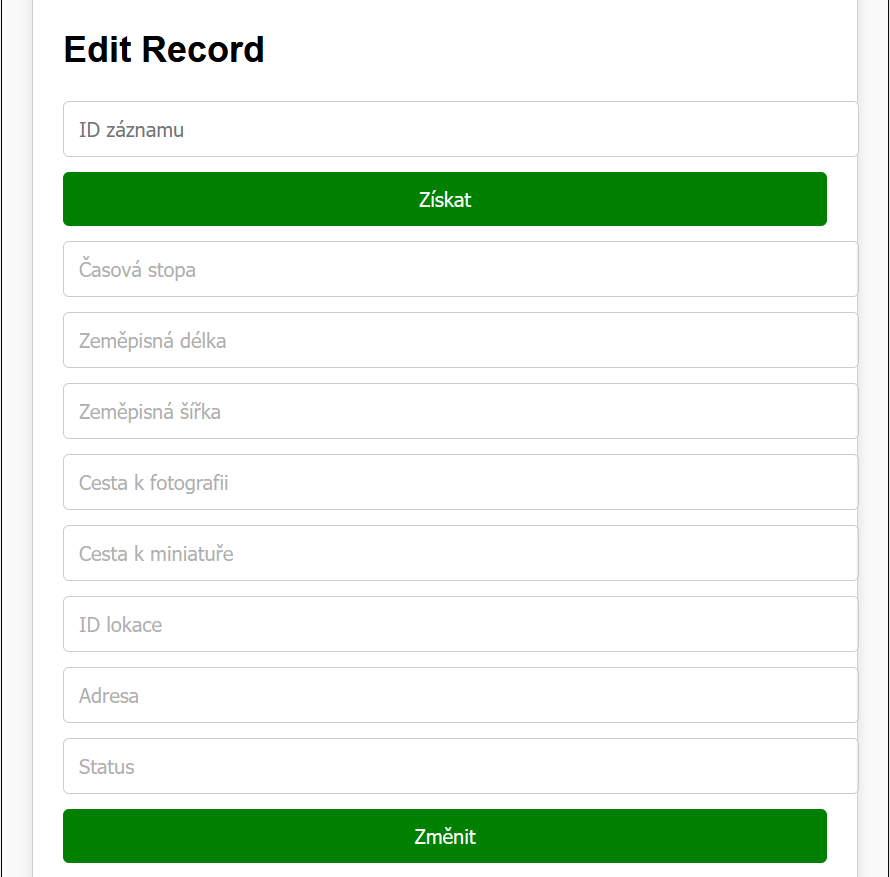 Edit Record
ID záznamu
Získat
Časová stopa
Zeměpisná délka
Zeměpisná šířka
Cesta k fotografii
Cesta k miniatuře
ID lokace
Adresa
Status
Změnit